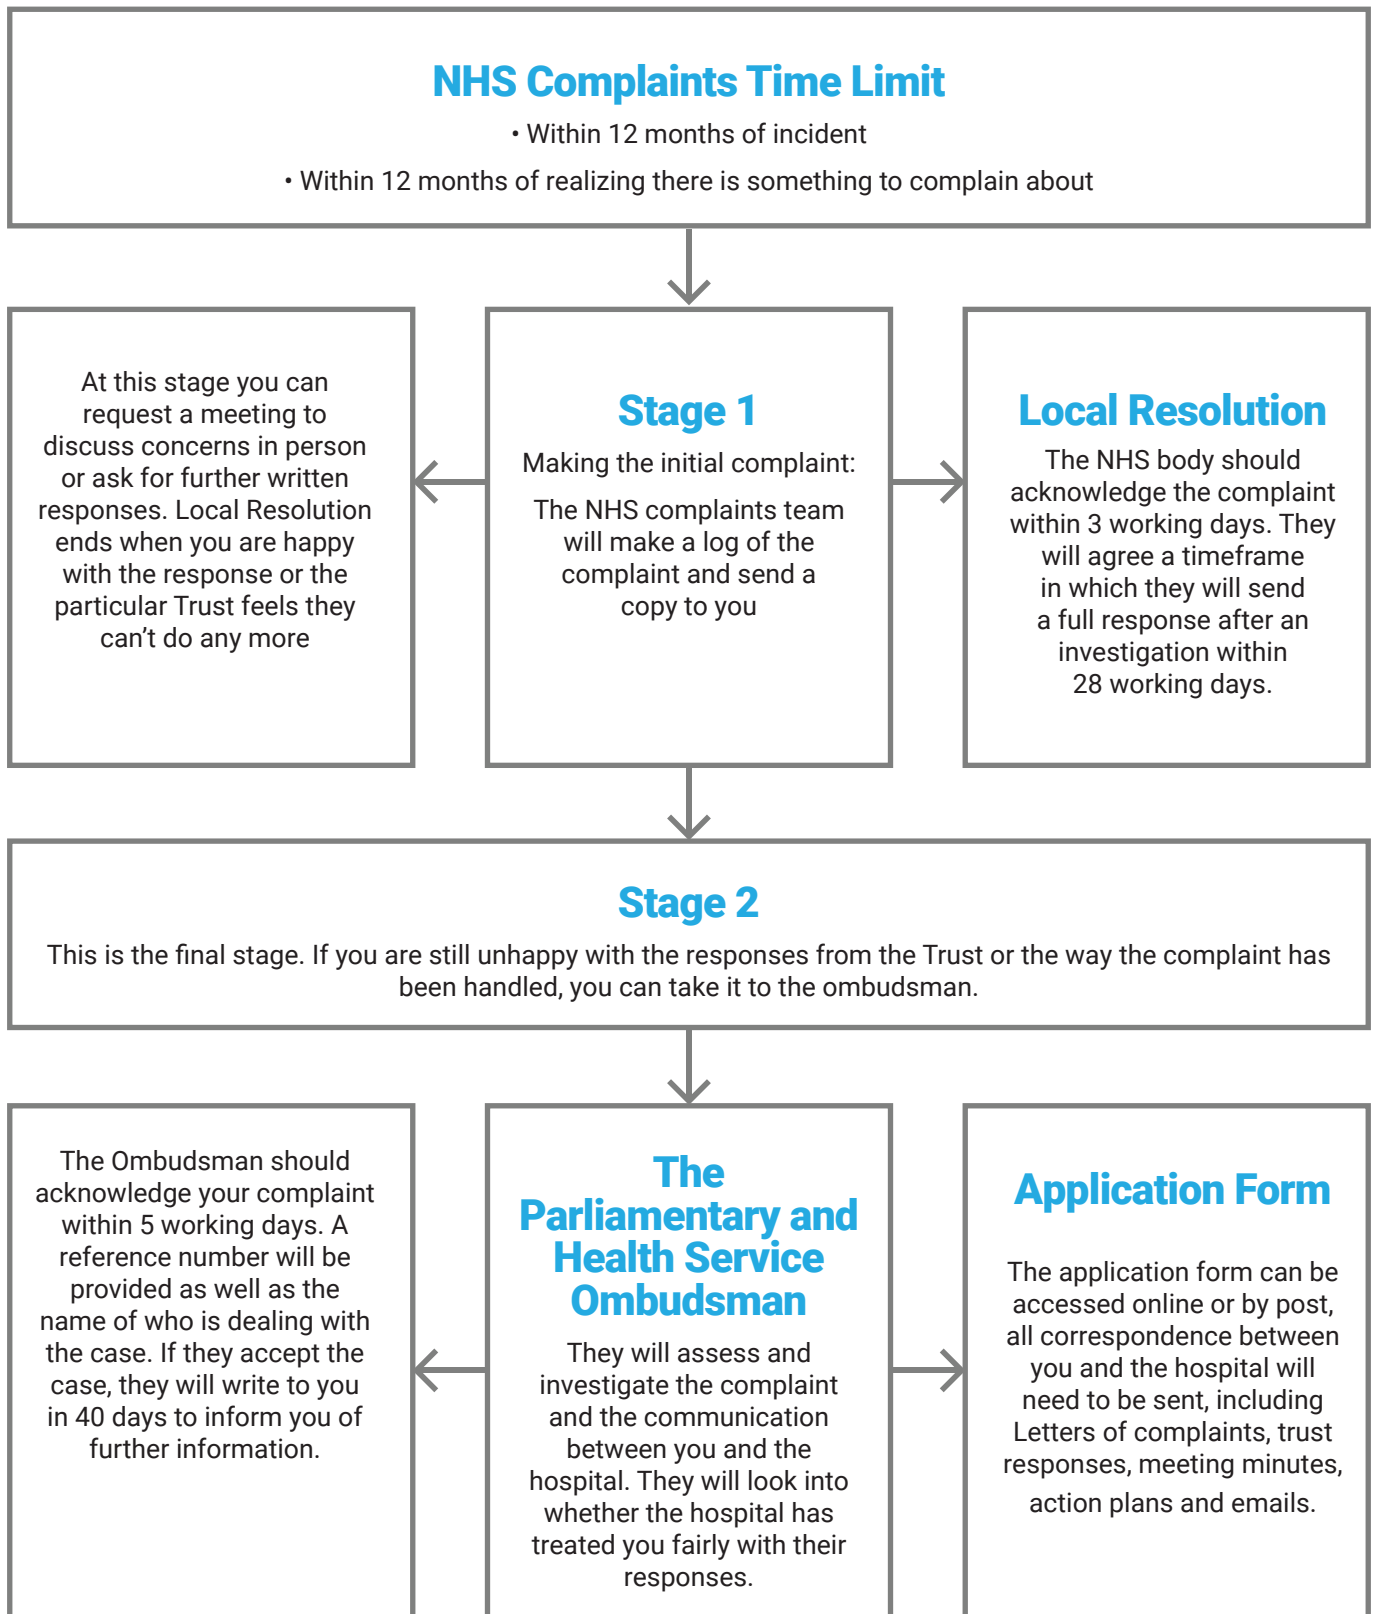 NHS Complaints Time Limit
• Within 12 months of incident
• Within 12 months of realizing there is something to complain about
At this stage you can
request a meeting to
discuss concerns in person
or ask for further written
responses. Local Resolution
ends when you are happy
with the response or the
particular Trust feels they
can’t do any more
Stage 1
Making the initial complaint:
The NHS complaints team
will make a log of the
complaint and send a
copy to you
Local Resolution
The NHS body should
acknowledge the complaint
within 3 working days. They
will agree a timeframe
in which they will send
a full response after an
investigation within
28 working days.
Stage 2
This is the final stage. If you are still unhappy with the responses from the Trust or the way the complaint has
been handled, you can take it to the ombudsman.
The Ombudsman should
acknowledge your complaint
within 5 working days. A
reference number will be
provided as well as the
name of who is dealing with
the case. If they accept the
case, they will write to you
in 40 days to inform you of
further information.
The
Parliamentary and
Health Service
Ombudsman
They will assess and
investigate the complaint
and the communication
between you and the
hospital. They will look into
whether the hospital has
treated you fairly with their
responses.
Application Form
The application form can be
accessed online or by post,
all correspondence between
you and the hospital will
need to be sent, including
Letters of complaints, trust
responses, meeting minutes,
action plans and emails.